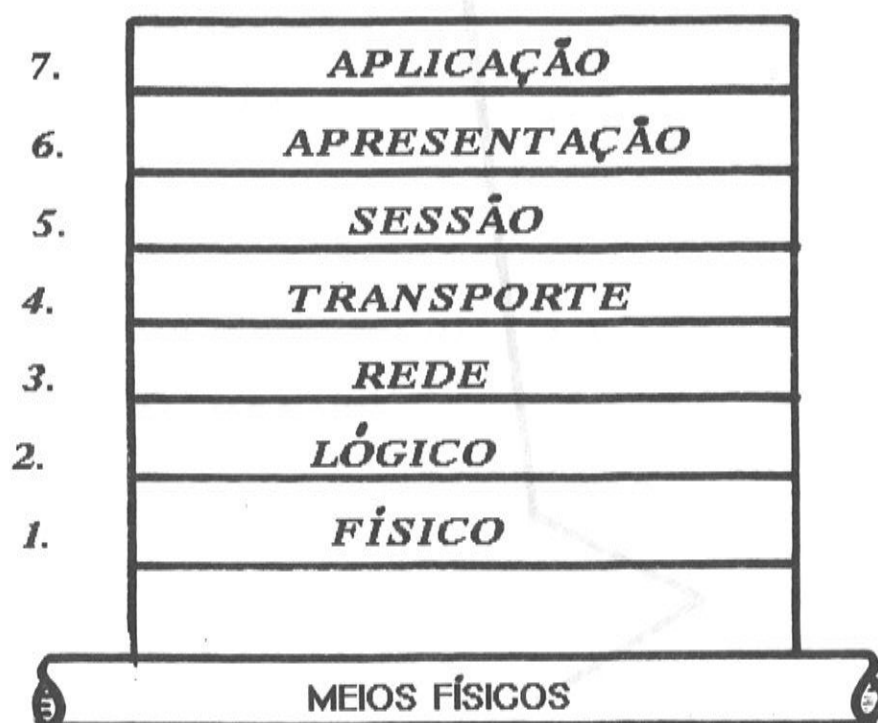 7. APLICAÇÃO
6. APRESENTAÇÃO
5. SESSÃO
4. TRANSPORTE
3. REDE
2. LÓGICO
1. FÍSICO
MEIOS FÍSICOS